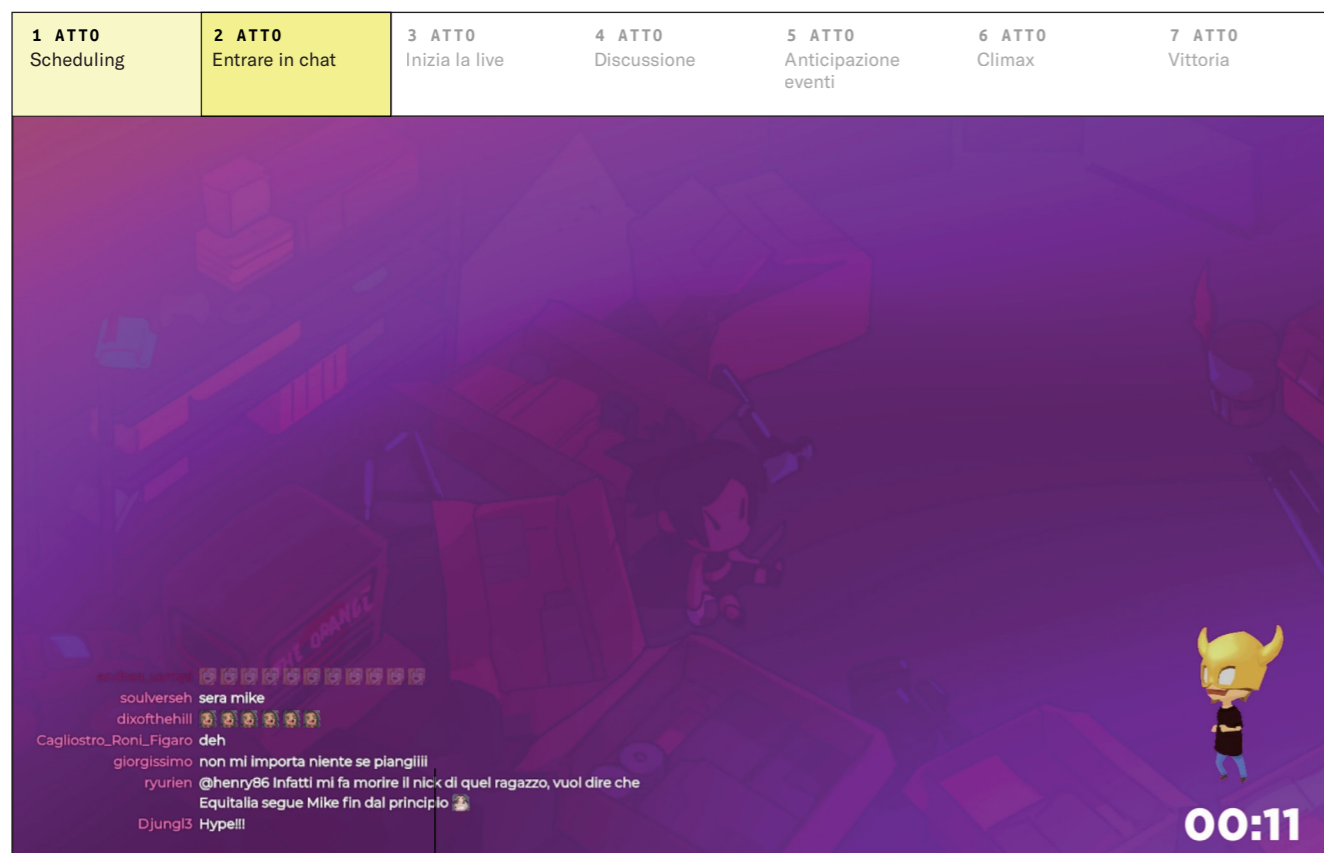 1 ATTO
Scheduling
2 ATTO
Entrare in chat
3 ATTO
Inizia la live
4 ATTO
Discussione
5 ATTO
Anticipazione
eventi
6 ATTO
Climax
7 ATTO
Vittoria
THE ORANGE
soulverseh sera mike
dixofthehill
Cagliostro_Roni_Figaro deh
giorgissimo non mi importa niente se piangiiii
ryurien @henry86 Infatti mi fa morire il nick di quel ragazzo, vuol dire che
Equitalia segue Mike fin dal principio
Djungl3 Hype!!!
00:11